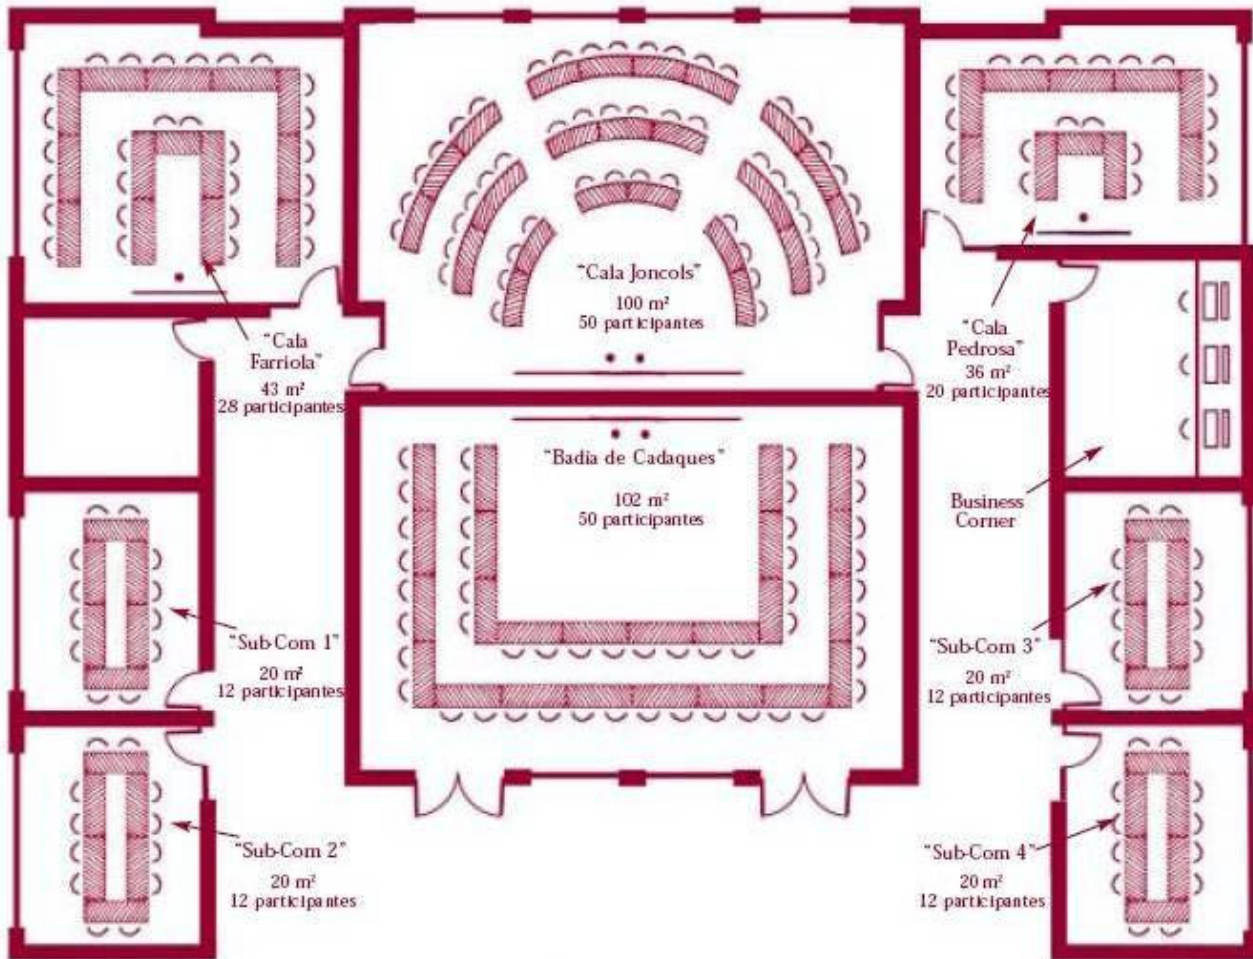 “Cala Joncols”
100 m²
50 participantes
“Cala
Farriola”
43 m²
28 participantes
“Cala
Pedrosa”
36 m²
20 participantes
“Badia de Cadaques”
102 m²
50 participantes
Business
Corner
“Sub-Com 1”
20 m²
12 participantes
“Sub-Com 3”
20 m²
12 participantes
“Sub-Com 2”
20 m²
12 participantes
“Sub-Com 4”
20 m²
12 participantes